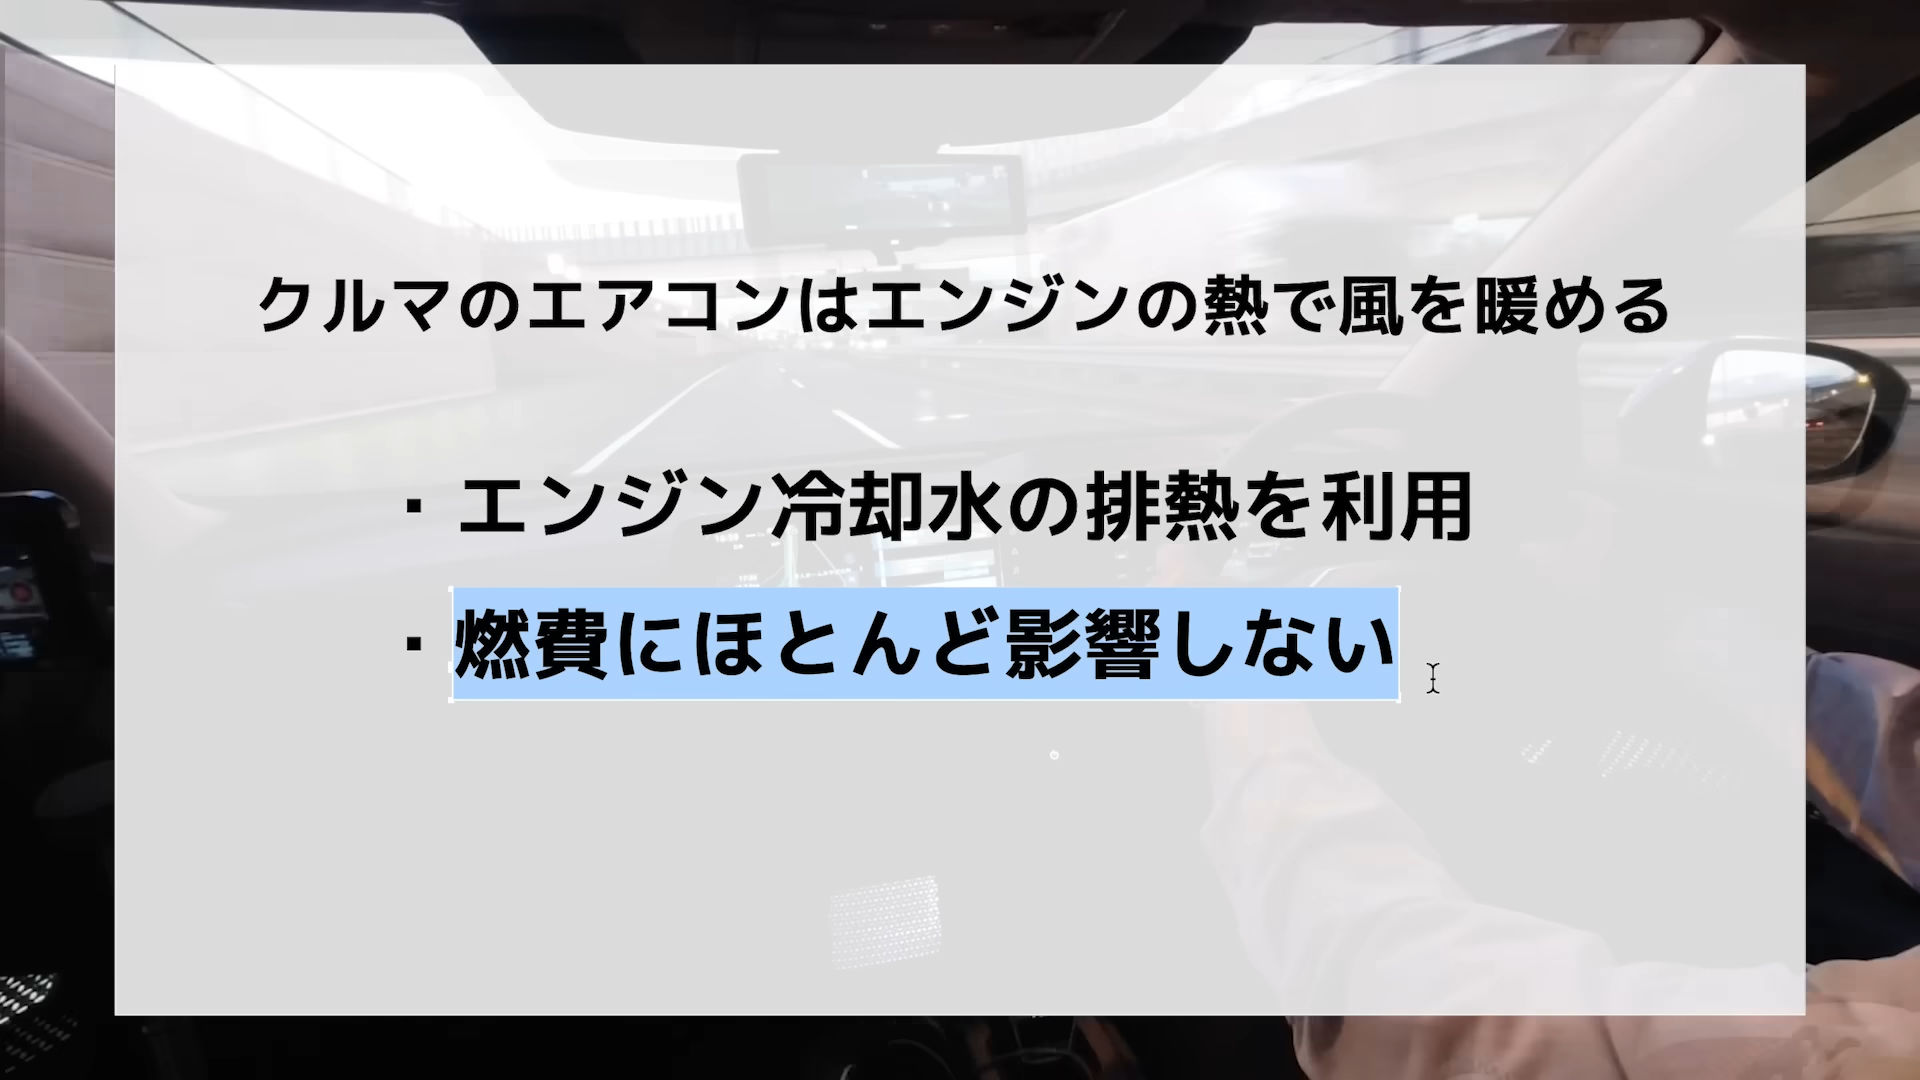 クルマのエアコンはエンジンの熱で風を暖める
・エンジン冷却水の排熱を利用
・燃費にほとんど影響しない